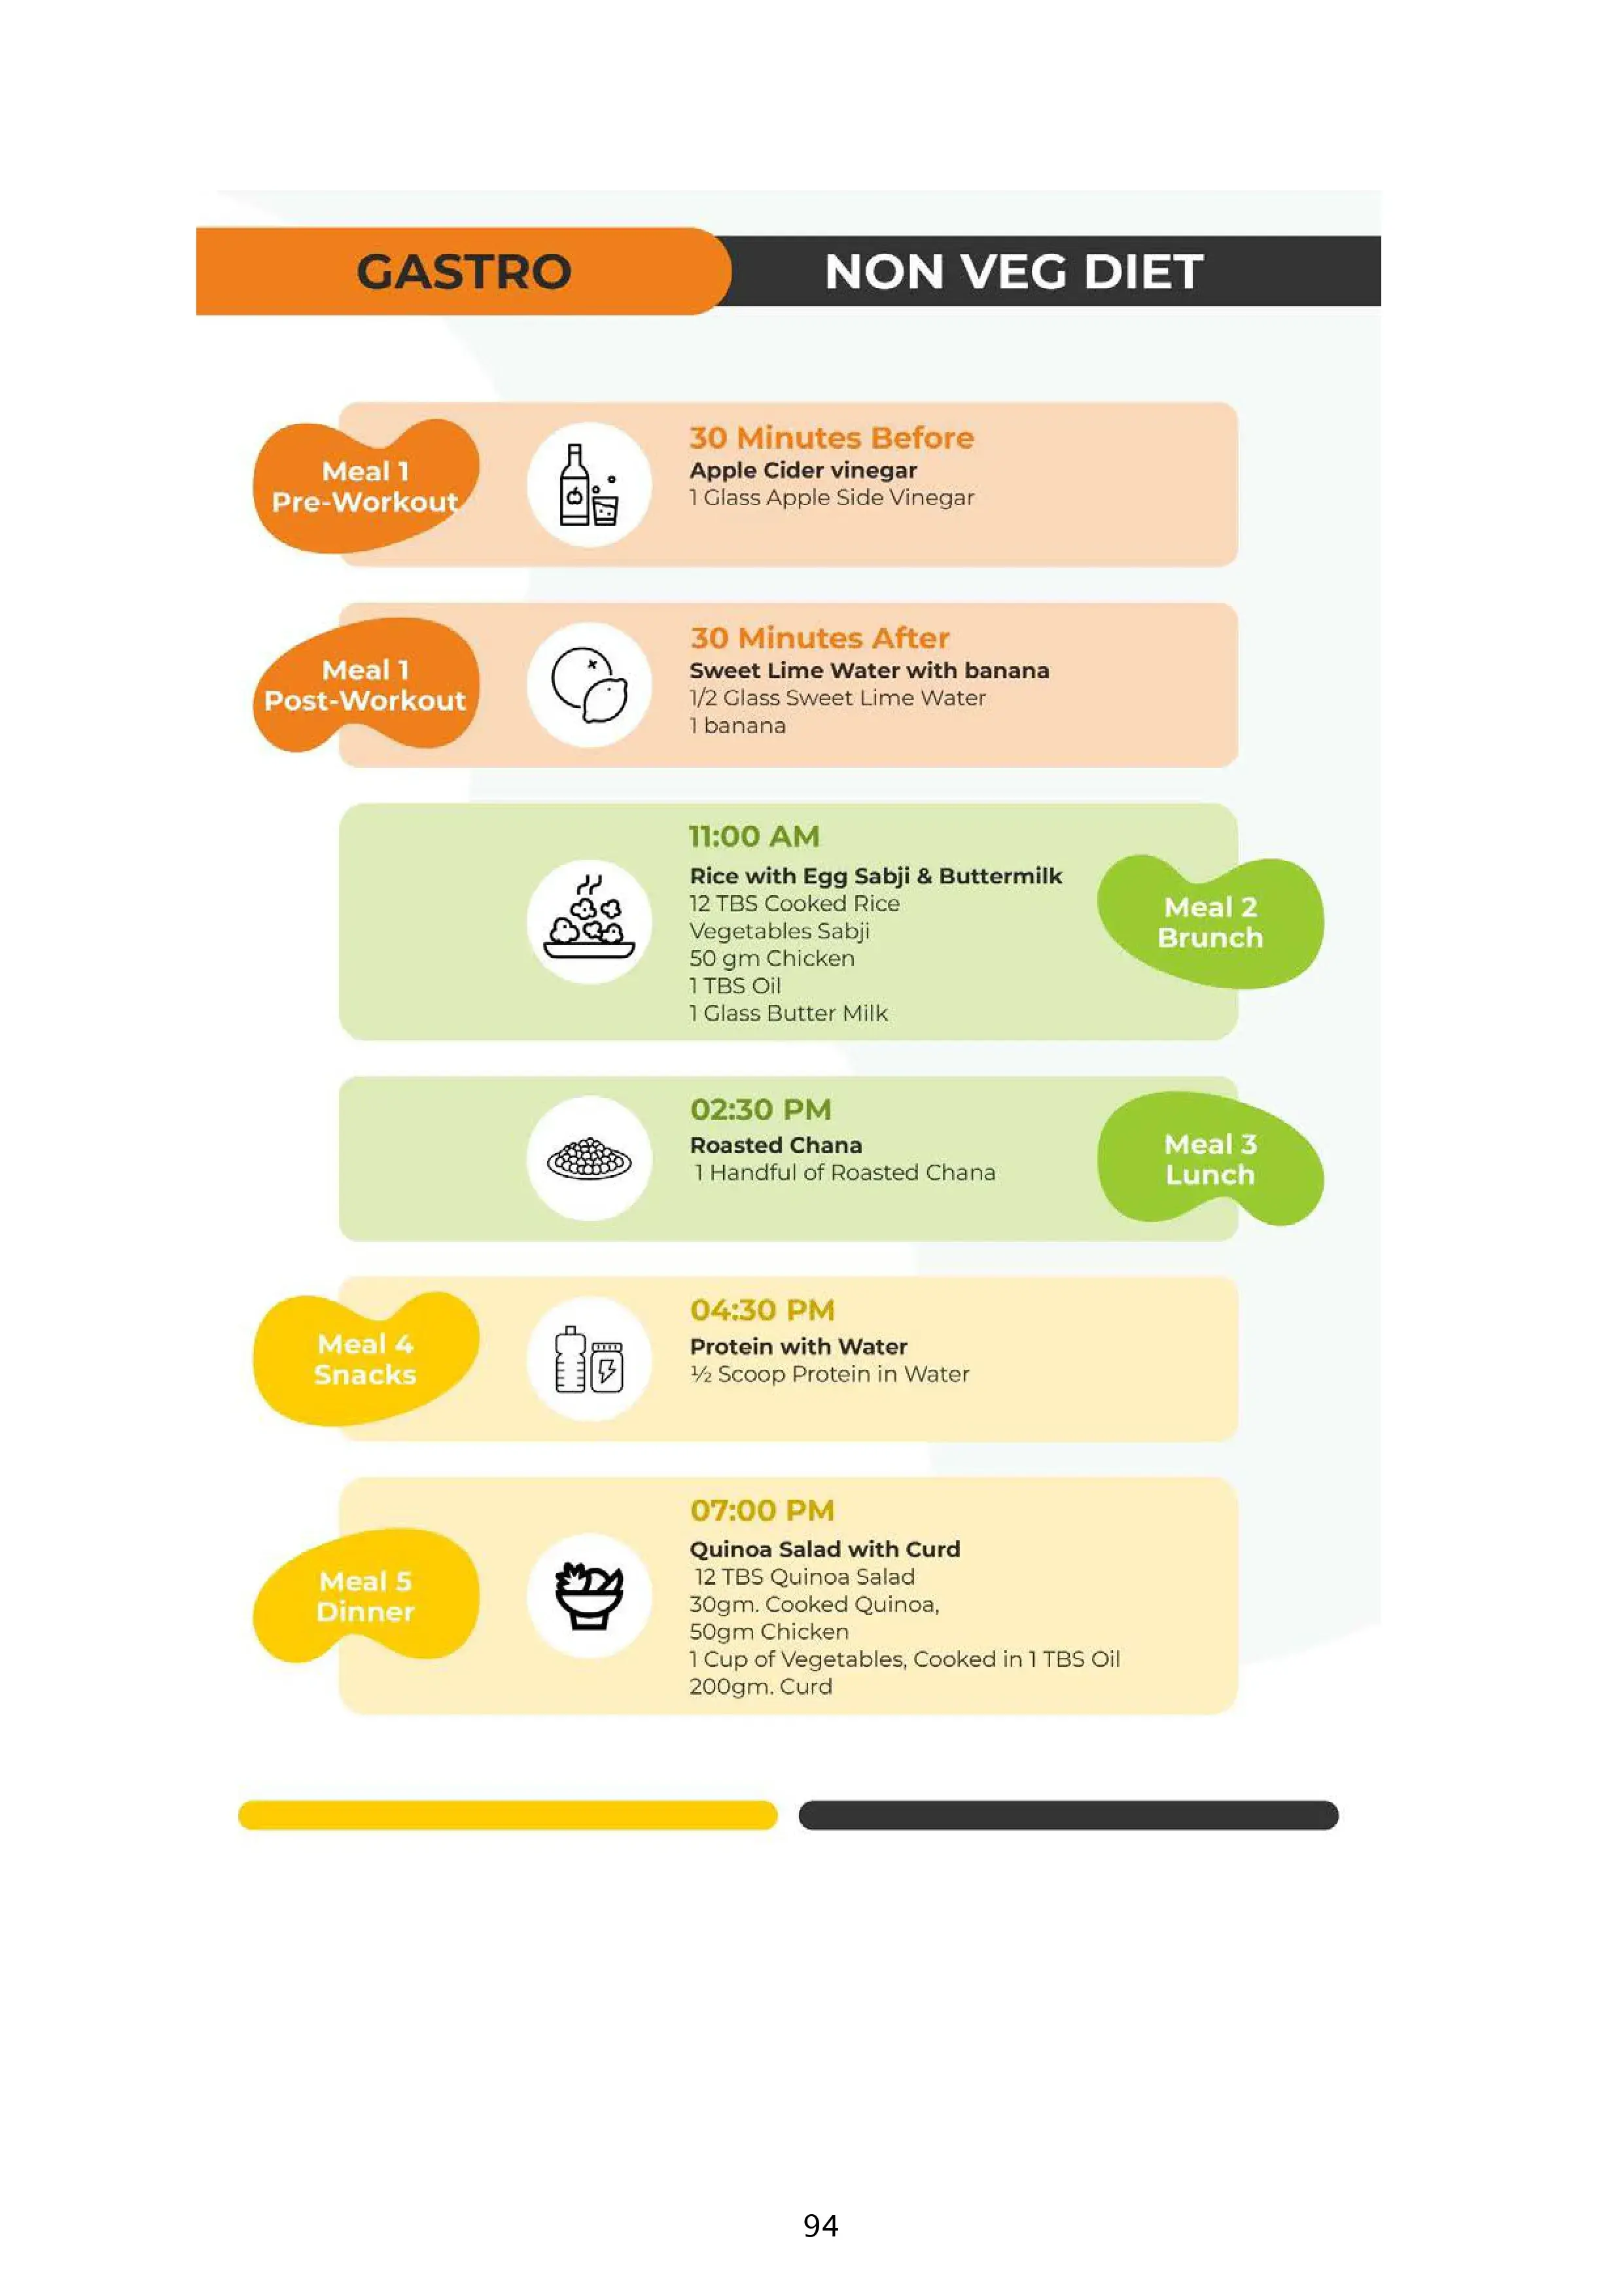 GASTRO
NON VEG DIET
Meal 1
Pre-Workout
30 Minutes Before
Apple Cider vinegar
1 Glass Apple Side Vinegar
Meal 1
Post-Workout
30 Minutes After
Sweet Lime Water with banana
1/2 Glass Sweet Lime Water
1 banana
11:00 AM
Rice with Egg Sabji & Buttermilk
12 TBS Cooked Rice
Vegetables Sabji
50 gm Chicken
1 TBS Oil
1 Glass Butter Milk
Meal 2
Brunch
02:30 PM
Roasted Chana
1 Handful of Roasted Chana
Meal 3
Lunch
Meal 4
Snacks
04:30 PM
Protein with Water
½ Scoop Protein in Water
Meal 5
Dinner
07:00 PM
Quinoa Salad with Curd
12 TBS Quinoa Salad
30gm. Cooked Quinoa,
50gm Chicken
1 Cup of Vegetables, Cooked in 1 TBS Oil
200gm. Curd
94